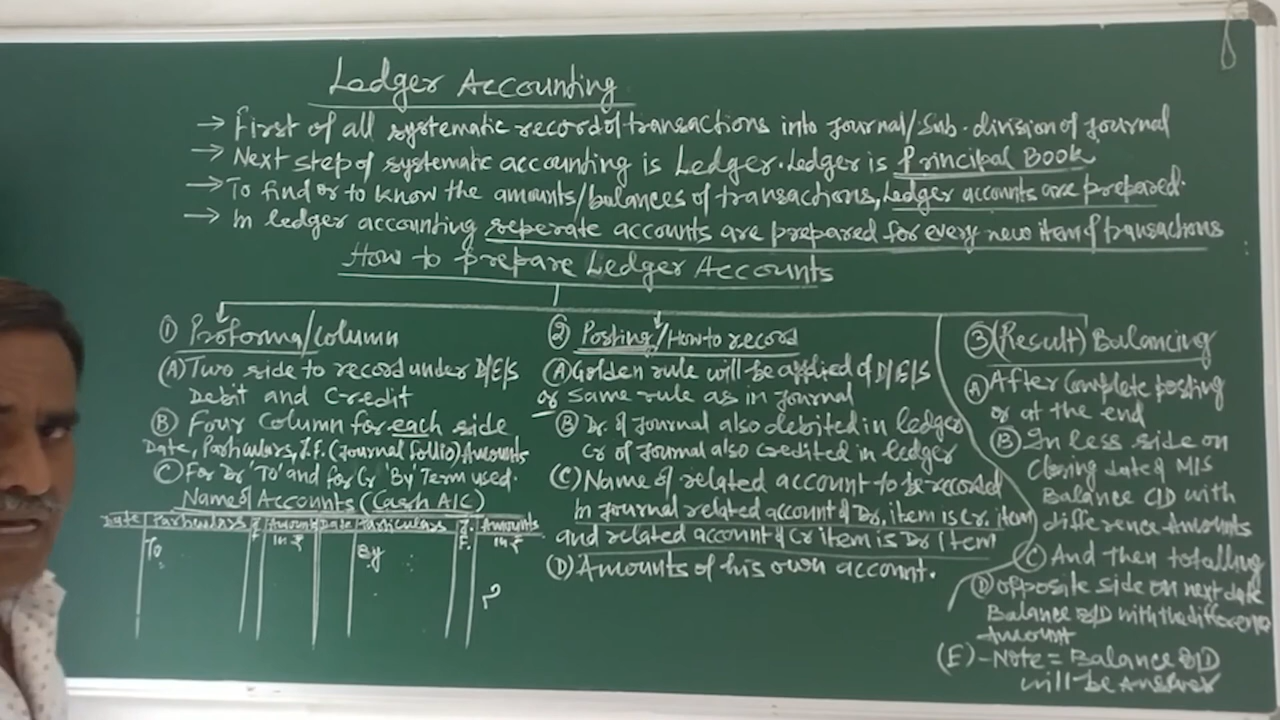 Ledger Accounting
→ First of all systematic record of transactions into Journal/Sub-division of Journal
→ Next step of systematic accounting is Ledger. Ledger is Principal Book
→ To find or to know the amounts/balances of transactions, Ledger accounts are prepared.
→ In ledger accounting seperate accounts are prepared for every new item of transactions
How to prepare Ledger Accounts
① Proforma/column
(A) Two side to record under D/E/S
Debit and Credit
(B) Four Column for each side
Date, Particulars, J.F. (Journal follio) Amounts
(C) For Dr 'To' and for Cr 'By' Term used.
Name of Accounts (Cash A/C)
Date Particulars J.F. Amount in ₹ Date Particulars J.F. Amounts in ₹
To By
② Posting/How to record
(A) Golden rule will be applied of D/E/S
or same rule as in Journal
(B) Dr. of Journal also debited in ledger
Cr of Journal also credited in ledger
(C) Name of related account to be recorded
In Journal related account of Dr. item is Cr. item
and related account of Cr item is Dr item
(D) Amounts of his own account.
③ (Result) Balancing
(A) After complete posting
or at the end
(B) In less side on
closing date of M/S
Balance C/D with
difference Amounts
(C) And then totalling
(D) opposite side on next date
Balance B/D with the difference
Amount
(E) - Note = Balance B/D
will be Answer